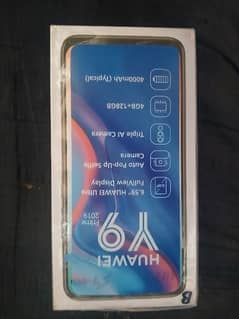 HUAWEI
Y9
Prime
2019
6.59" HUAWEI Ultra
FullView Display
Auto Pop-Up Selfie
Camera
Triple AI Camera
4GB+128GB
4000mAh (Typical)
B